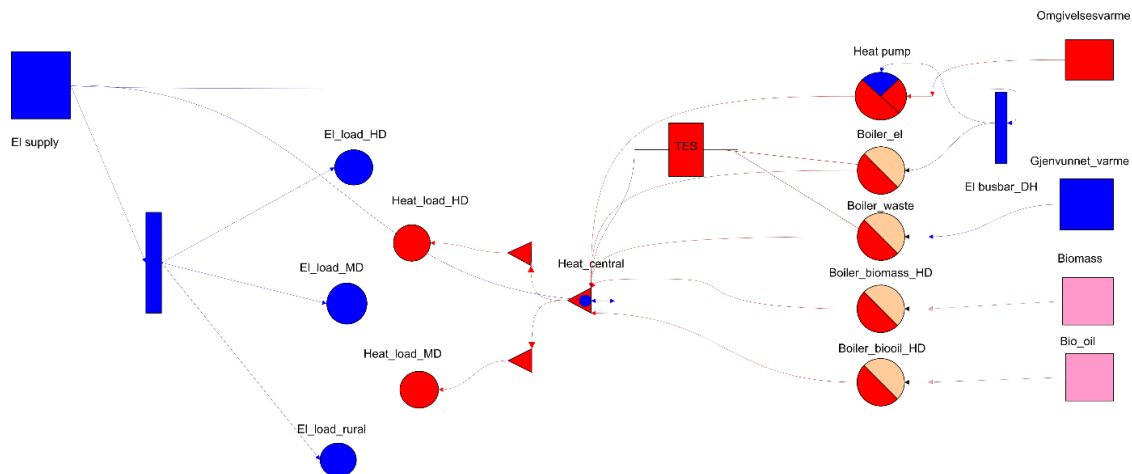 Omgivelsesvarme
Heat pump
El supply
El_load_HD
TES
Boiler_el
Gjenvunnet_varme
El busbar_DH
Heat_load_HD
Boiler_waste
El_load_MD
Heat_central
Boiler_biomass_HD
Biomass
Heat_load_MD
Boiler_biooil_HD
Bio_oil
El_load_rural